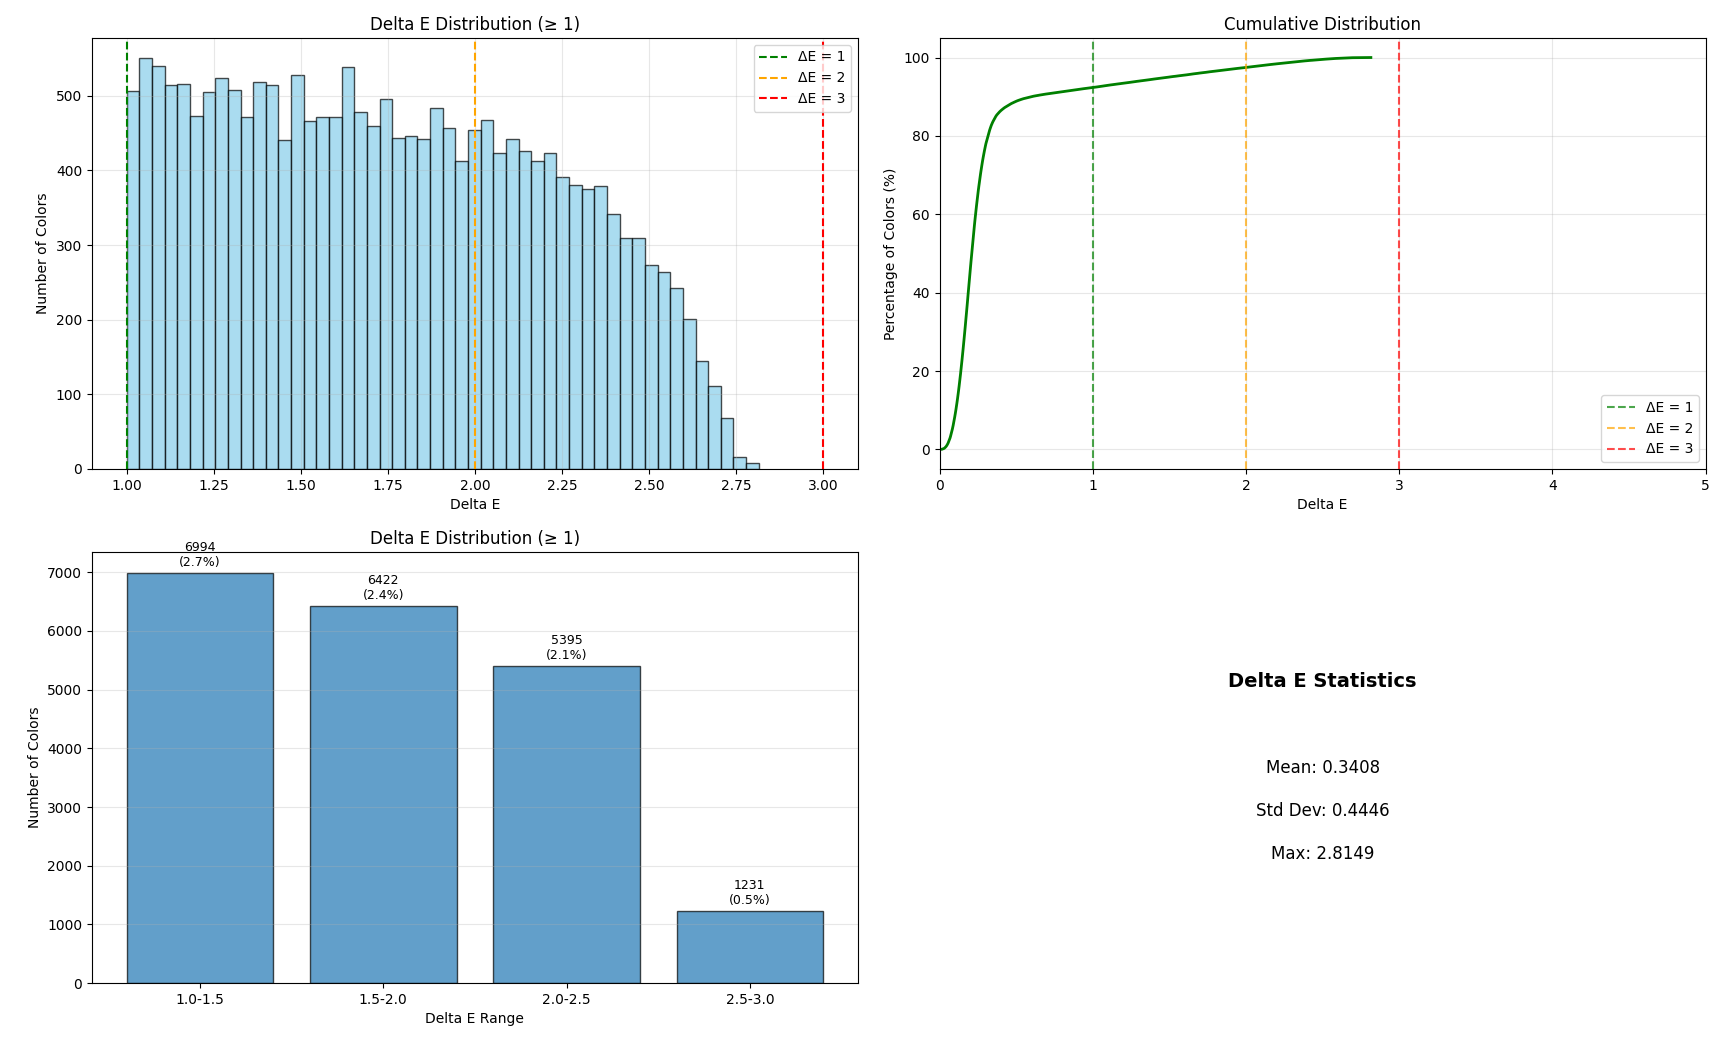 Delta E Distribution (≥ 1)
Number of Colors
500
400
300
200
100
0
1.00 1.25 1.50 1.75 2.00 2.25 2.50 2.75 3.00
Delta E
ΔE = 1
ΔE = 2
ΔE = 3
Cumulative Distribution
Percentage of Colors (%)
100
80
60
40
20
0
0 1 2 3 4 5
Delta E
ΔE = 1
ΔE = 2
ΔE = 3
Delta E Distribution (≥ 1)
Number of Colors
7000
6000
5000
4000
3000
2000
1000
0
6994
(2.7%)
6422
(2.4%)
5395
(2.1%)
1231
(0.5%)
1.0-1.5 1.5-2.0 2.0-2.5 2.5-3.0
Delta E Range
Delta E Statistics
Mean: 0.3408
Std Dev: 0.4446
Max: 2.8149